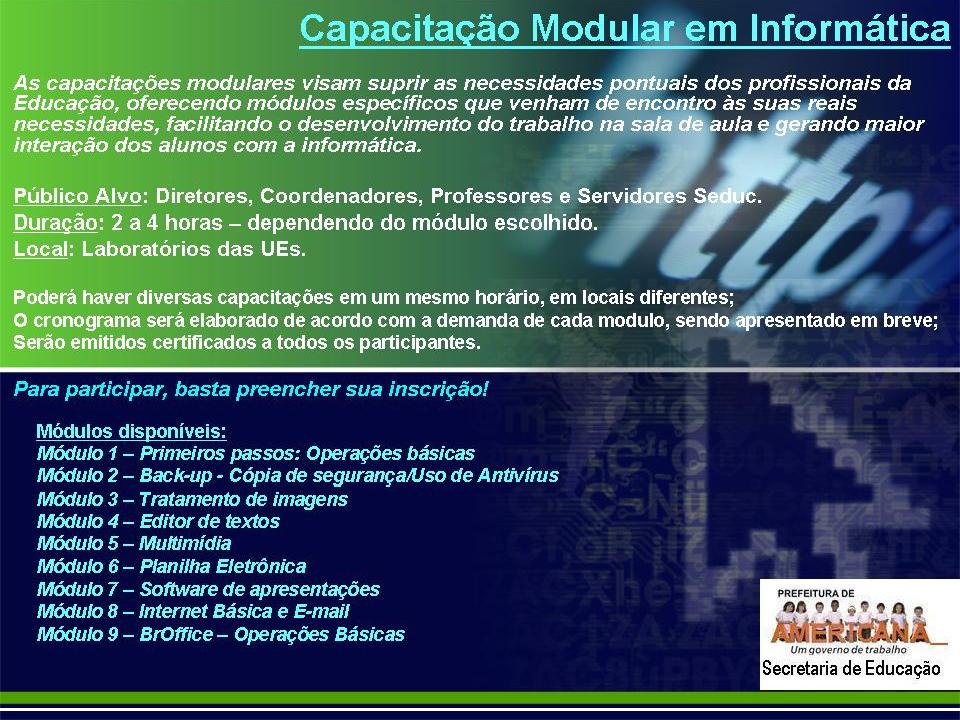 Capacitação Modular em Informática
As capacitações modulares visam suprir as necessidades pontuais dos profissionais da
Educação, oferecendo módulos específicos que venham de encontro às suas reais
necessidades, facilitando o desenvolvimento do trabalho na sala de aula e gerando maior
interação dos alunos com a informática.
Público Alvo: Diretores, Coordenadores, Professores e Servidores Seduc.
Duração: 2 a 4 horas – dependendo do módulo escolhido.
Local: Laboratórios das UEs.
http:
Poderá haver diversas capacitações em um mesmo horário, em locais diferentes;
O cronograma será elaborado de acordo com a demanda de cada modulo, sendo apresentado em breve;
Serão emitidos certificados a todos os participantes.
Para participar, basta preencher sua inscrição!
Módulos disponíveis:
Módulo 1 – Primeiros passos: Operações básicas
Módulo 2 – Back-up - Cópia de segurança/Uso de Antivírus
Módulo 3 – Tratamento de imagens
Módulo 4 – Editor de textos
Módulo 5 – Multimídia
Módulo 6 – Planilha Eletrônica
Módulo 7 – Software de apresentações
Módulo 8 – Internet Básica e E-mail
Módulo 9 – BrOffice – Operações Básicas
PREFEITURA DE
AMERICANA
Um governo de trabalho
Secretaria de Educação